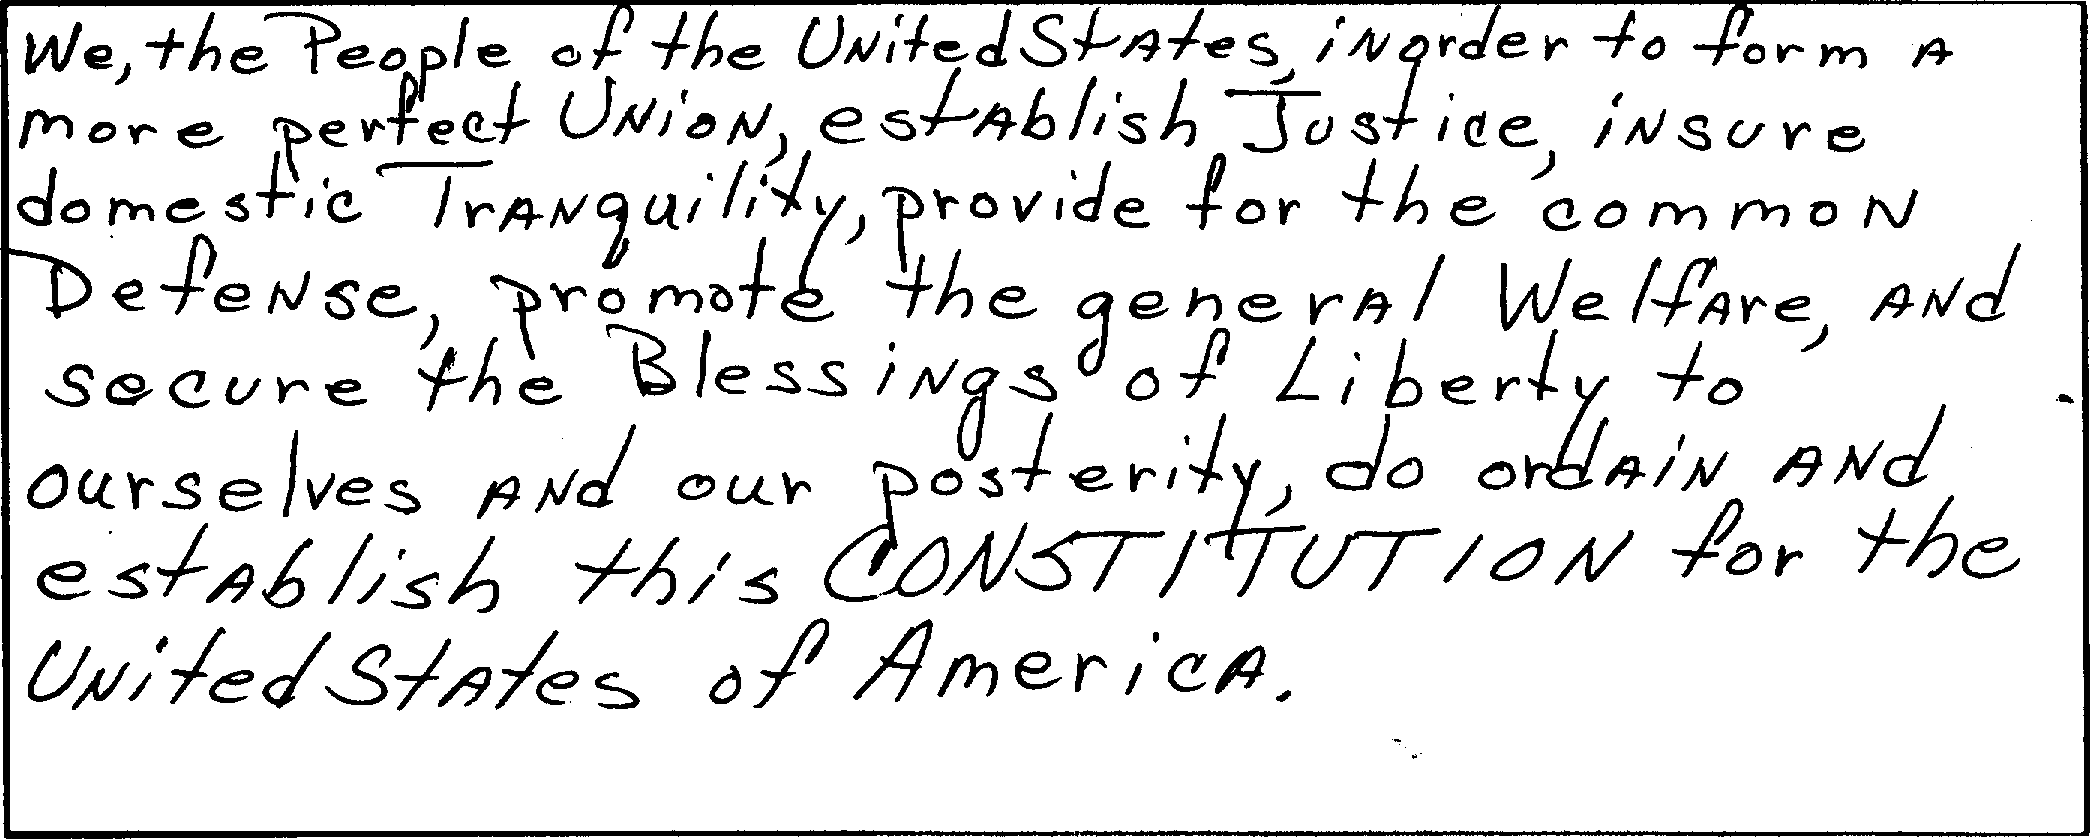 We, the People of the United States, in order to form a
more perfect Union, establish Justice, insure
domestic Tranquility, provide for the common
Defense, promote the general Welfare, and
secure the Blessings of Liberty to
ourselves and our posterity, do ordain and
establish this CONSTITUTION for the
United States of America.